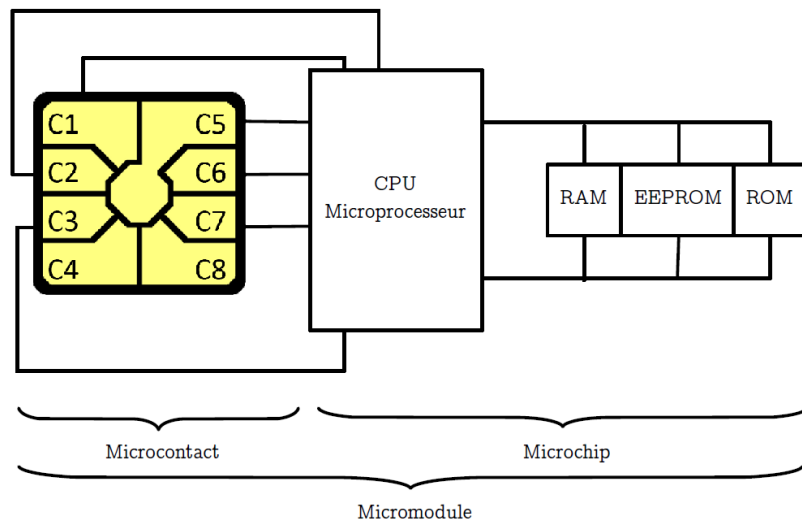 C1 C5
C2 C6
C3 C7
C4 C8
CPU
Microprocesseur
RAM EEPROM ROM
Microcontact
Microchip
Micromodule